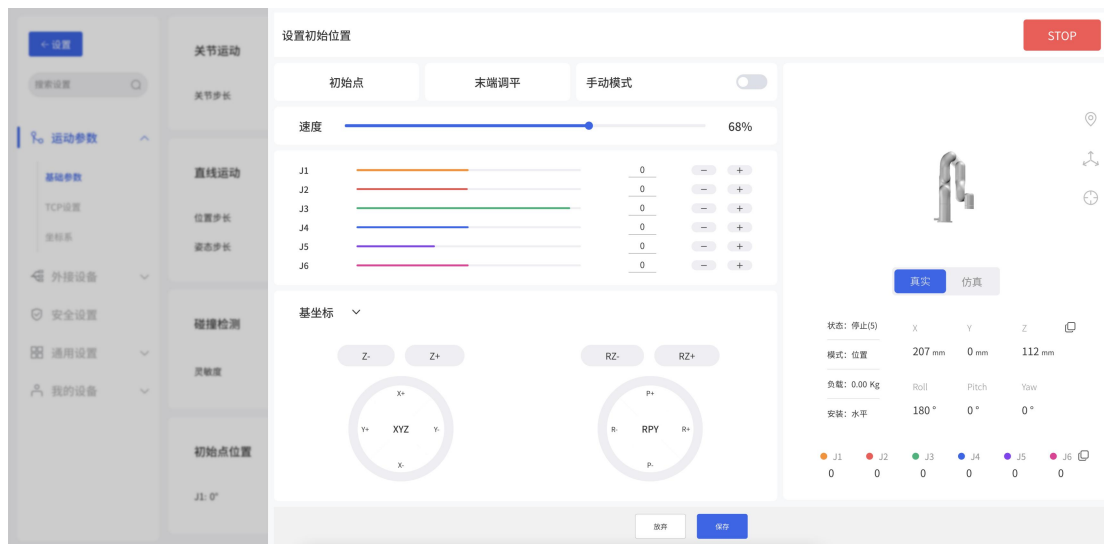 ← 设置
搜索设置
运动参数
基础参数
TCP设置
坐标系
外接设备
安全设置
通用设置
我的设备
关节运动
关节步长
直线运动
位置步长
姿态步长
碰撞检测
灵敏度
初始点位置
J1: 0°
设置初始位置
STOP
初始点 末端调平 手动模式
速度 68%
J1 0 − +
J2 0 − +
J3 0 − +
J4 0 − +
J5 0 − +
J6 0 − +
基坐标
Z- Z+
X+
Y+ XYZ Y-
X-
RZ- RZ+
P+
R- RPY R+
P-
真实 仿真
状态: 停止(5)
模式: 位置
负载: 0.00 Kg
安装: 水平
X Y Z
207 mm 0 mm 112 mm
Roll Pitch Yaw
180 ° 0 ° 0 °
J1 J2 J3 J4 J5 J6
0 0 0 0 0 0
放弃 保存